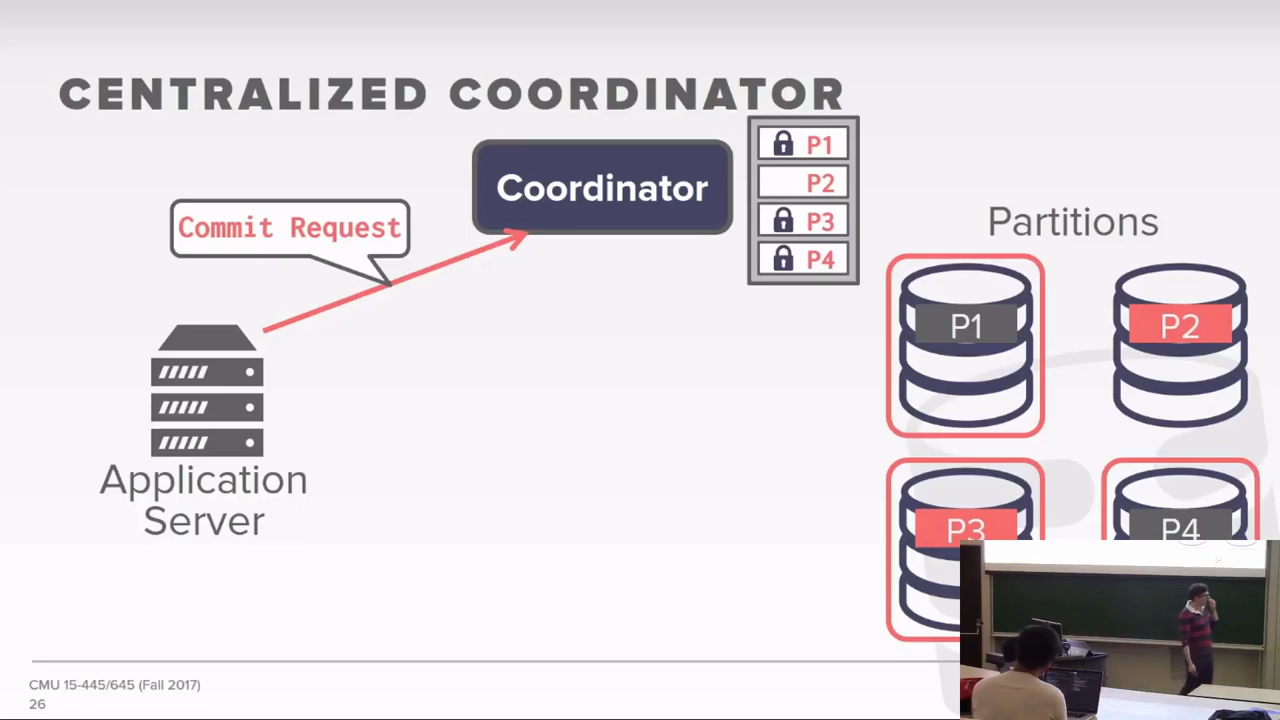 CENTRALIZED COORDINATOR
Coordinator
P1
P2
P3
P4
Commit Request
Partitions
P1
P2
P3
P4
Application
Server
CMU 15-445/645 (Fall 2017)
26